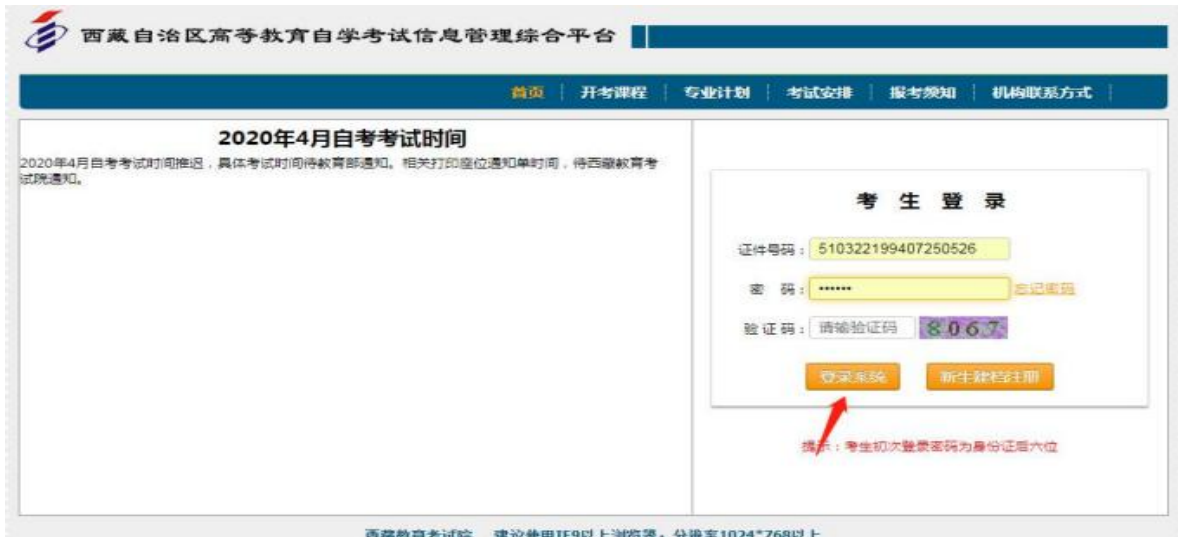 西藏自治区高等教育自学考试信息管理综合平台
首页 开考课程 专业计划 考试安排 报考须知 机构联系方式
2020年4月自考考试时间
2020年4月自考考试时间推迟，具体考试时间待教育部通知。相关打印座位通知单时间，待西藏教育考
试院通知。
考 生 登 录
证件号码： 510322199407250526
密 码： •••••• 忘记密码
验 证 码： 请输验证码 8067
登录系统 新生建档注册
提示：考生初次登录密码为身份证后六位
西藏教育考试院 建议使用IE9以上浏览器；分辨率1024*768以上